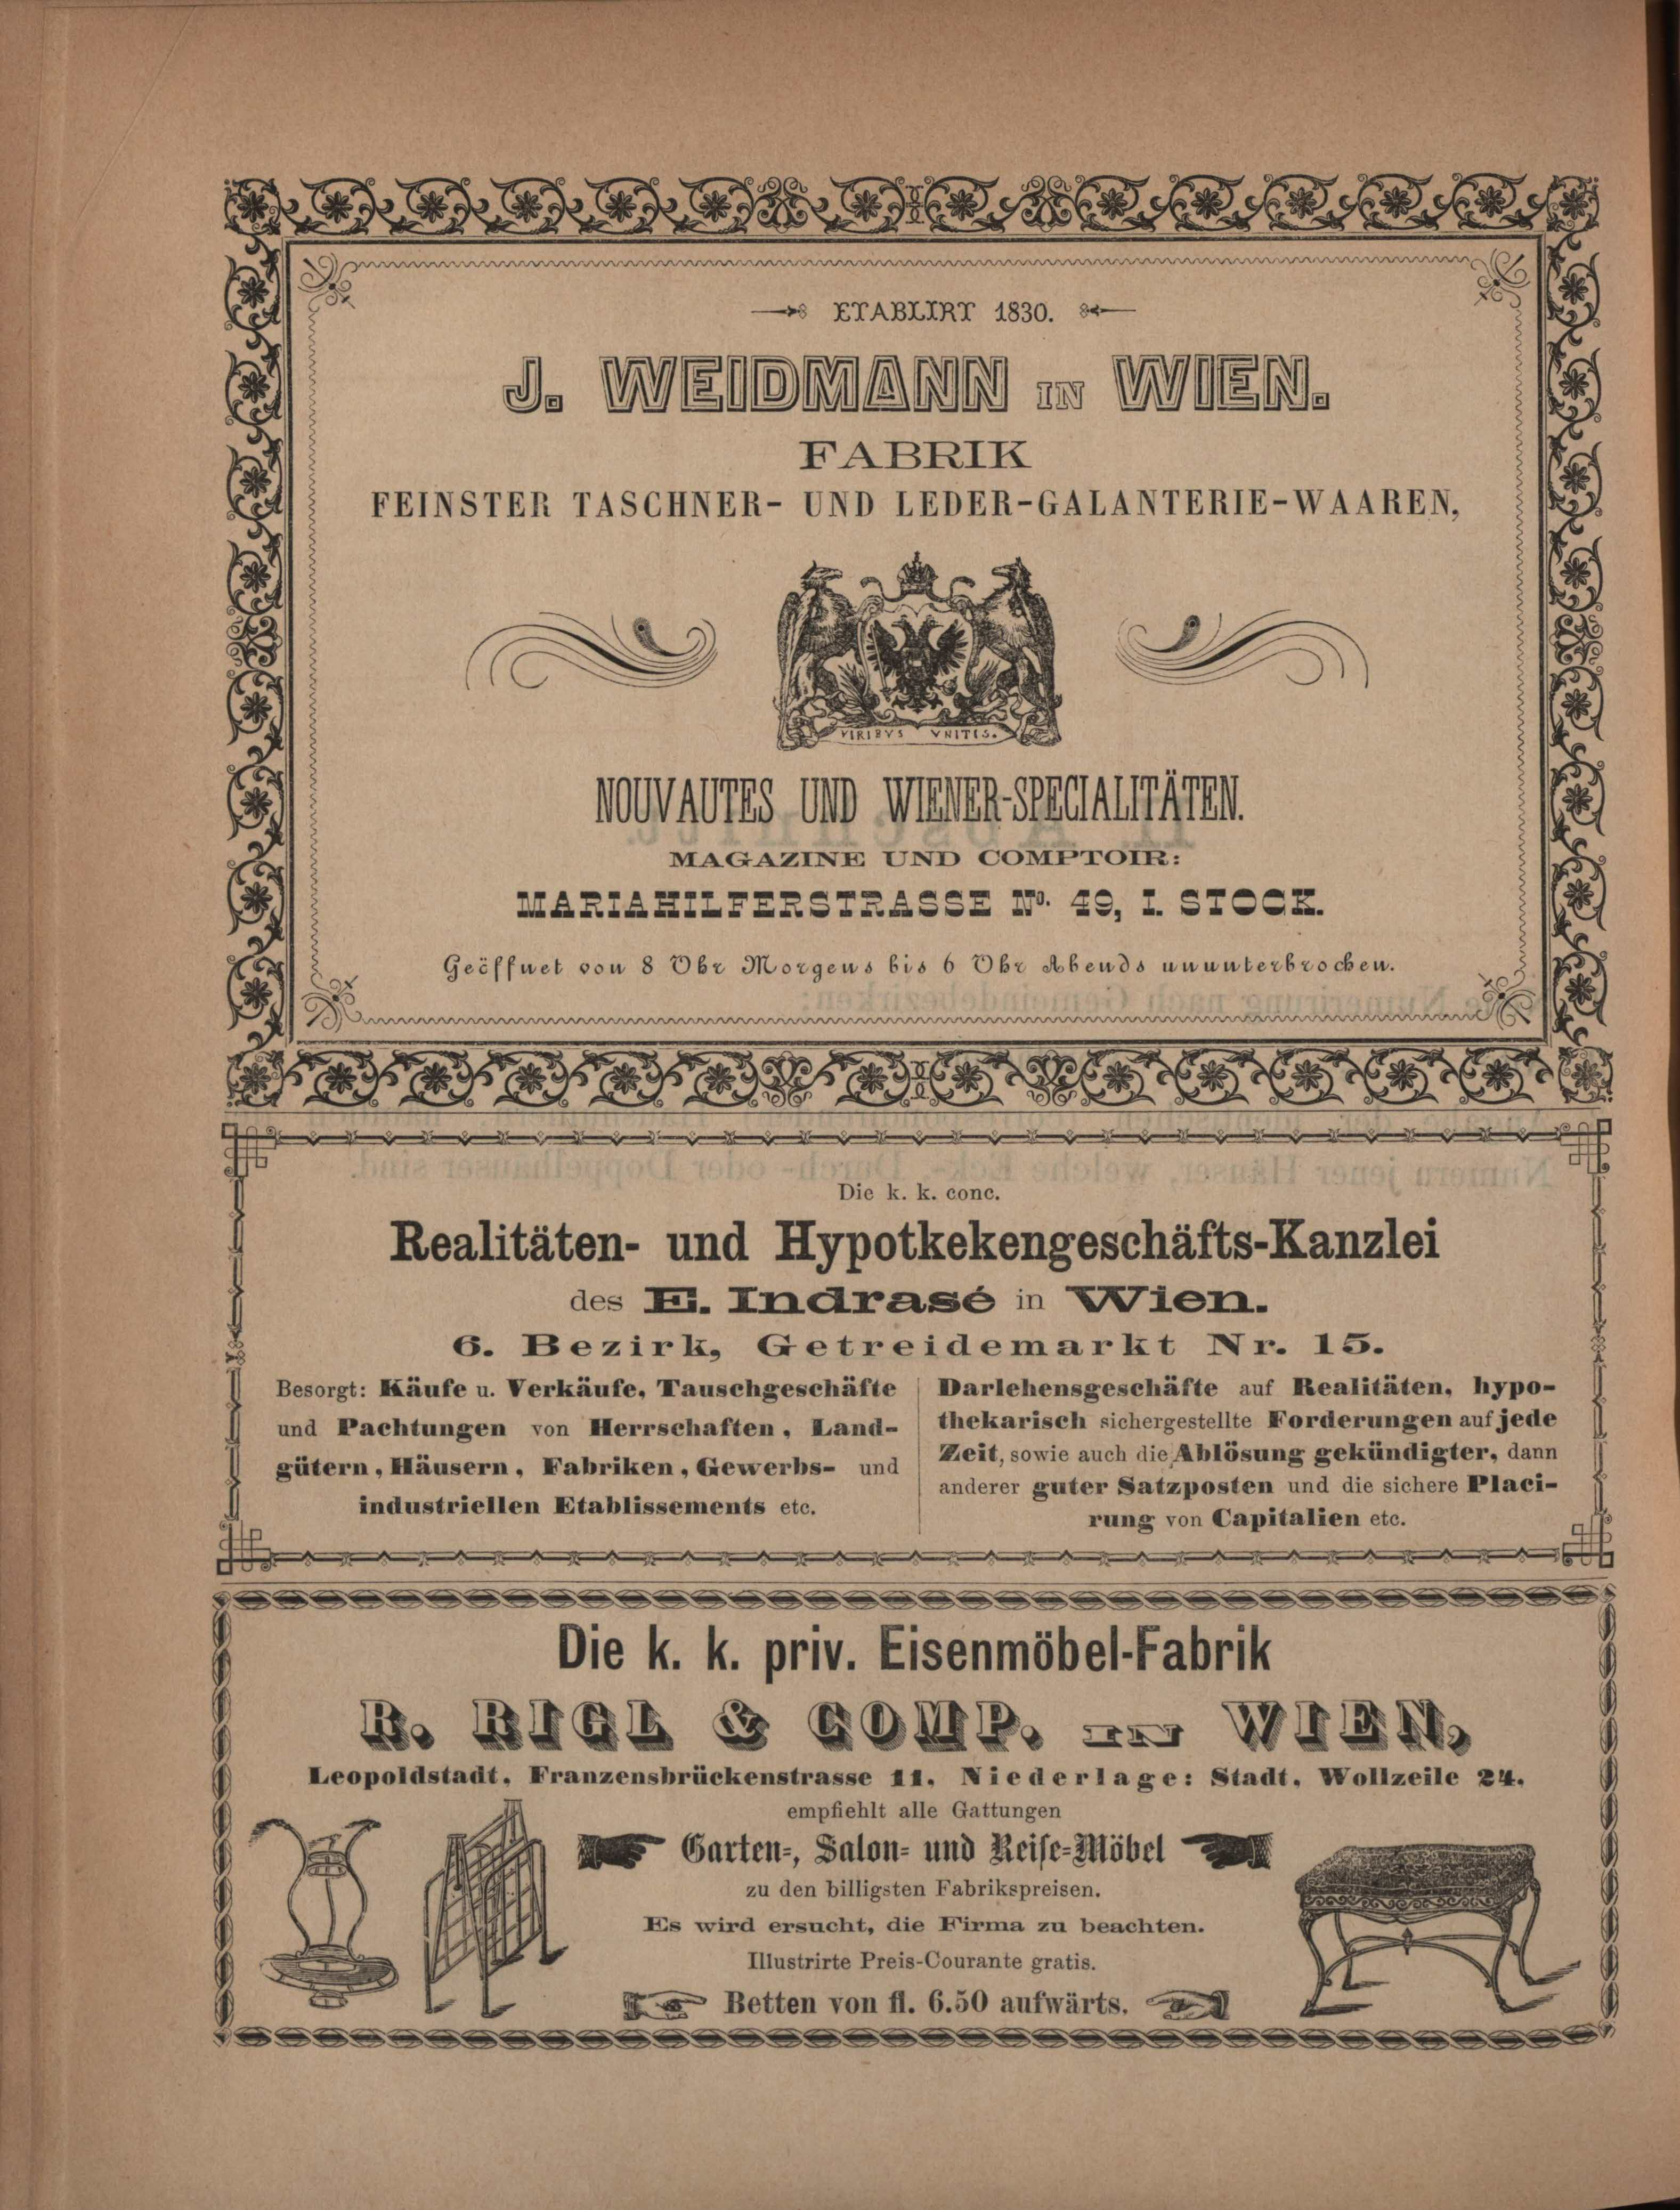 ETABLIRT 1830.
J. WEIDMANN IN WIEN.
FABRIK
FEINSTER TASCHNER- UND LEDER-GALANTERIE-WAAREN,
VIRIBVS VNITIS.
NOUVAUTES UND WIENER-SPECIALITÄTEN.
MAGAZINE UND COMPTOIR:
MARIAHILFERSTRASSE No. 49, I. STOCK.
Geöffnet von 8 Uhr Morgens bis 6 Uhr Abends ununterbrochen.
Die k. k. conc.
Realitäten- und Hypotkekengeschäfts-Kanzlei
des E. Indrasé in Wien.
6. Bezirk, Getreidemarkt Nr. 15.
Besorgt: Käufe u. Verkäufe, Tauschgeschäfte
und Pachtungen von Herrschaften, Land-
gütern, Häusern, Fabriken, Gewerbs- und
industriellen Etablissements etc.
Darlehensgeschäfte auf Realitäten, hypo-
thekarisch sichergestellte Forderungen auf jede
Zeit, sowie auch die Ablösung gekündigter, dann
anderer guter Satzposten und die sichere Placi-
rung von Capitalien etc.
Die k. k. priv. Eisenmöbel-Fabrik
R. RIGL & COMP. IN WIEN,
Leopoldstadt, Franzensbrückenstrasse 11, Niederlage: Stadt, Wollzeile 24,
empfiehlt alle Gattungen
Garten-, Salon- und Reise-Möbel
zu den billigsten Fabrikspreisen.
Es wird ersucht, die Firma zu beachten.
Illustrirte Preis-Courante gratis.
Betten von fl. 6.50 aufwärts.